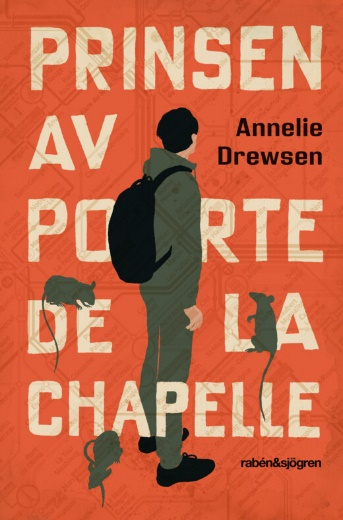 PRINSEN
AV
Annelie
Drewsen
PORTE
DE LA
CHAPELLE
rabén&sjögren